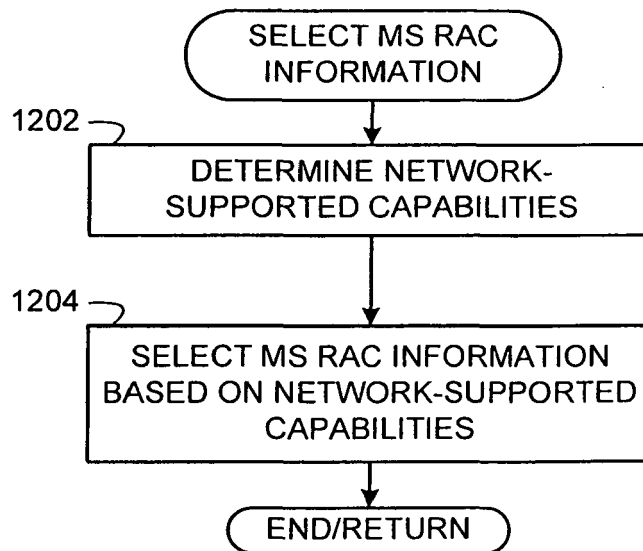 SELECT MS RAC
INFORMATION
1202
DETERMINE NETWORK-
SUPPORTED CAPABILITIES
1204
SELECT MS RAC INFORMATION
BASED ON NETWORK-SUPPORTED
CAPABILITIES
END/RETURN